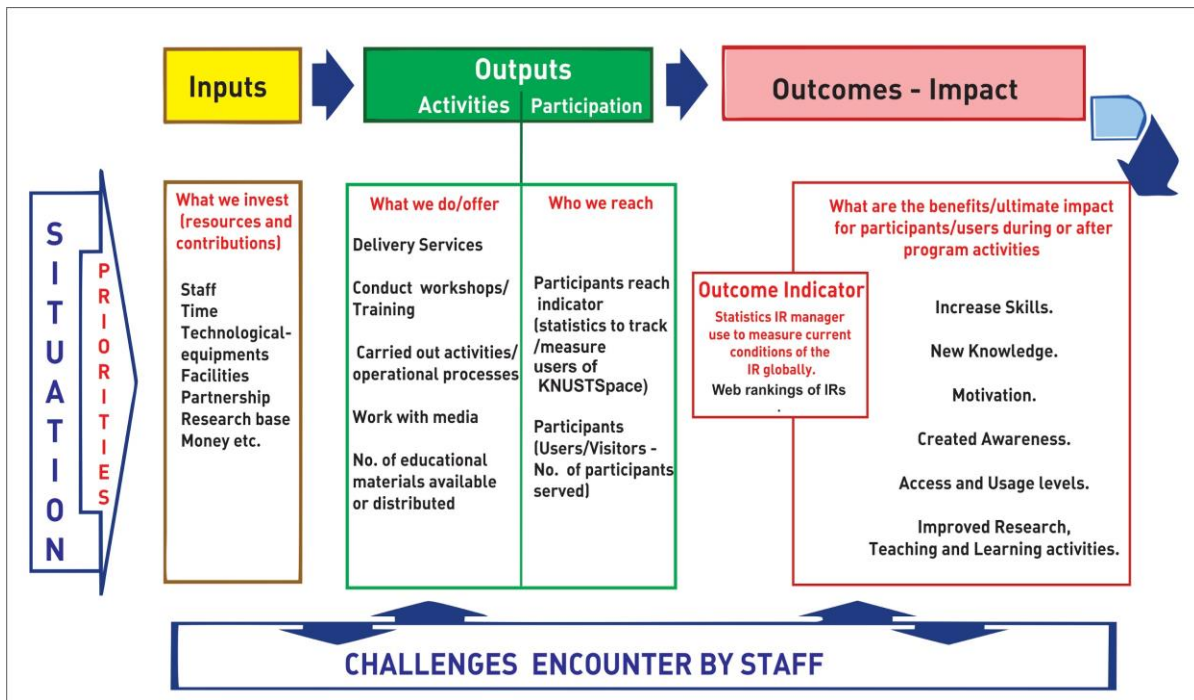 Inputs
Outputs
Activities
Participation
Outcomes - Impact
SITUATION
PRIORITIES
What we invest
(resources and
contributions)
Staff
Time
Technological-
equipments
Facilities
Partnership
Research base
Money etc.
What we do/offer
Delivery Services
Conduct workshops/
Training
Carried out activities/
operational processes
Work with media
No. of educational
materials available
or distributed
Who we reach
Participants reach
indicator
(statistics to track
/measure
users of
KNUSTSpace)
Participants
(Users/Visitors -
No. of participants
served)
Outcome Indicator
Statistics IR manager
use to measure current
conditions of the
IR globally.
Web rankings of IRs
.
What are the benefits/ultimate impact
for participants/users during or after
program activities
Increase Skills.
New Knowledge.
Motivation.
Created Awareness.
Access and Usage levels.
Improved Research,
Teaching and Learning activities.
CHALLENGES ENCOUNTER BY STAFF